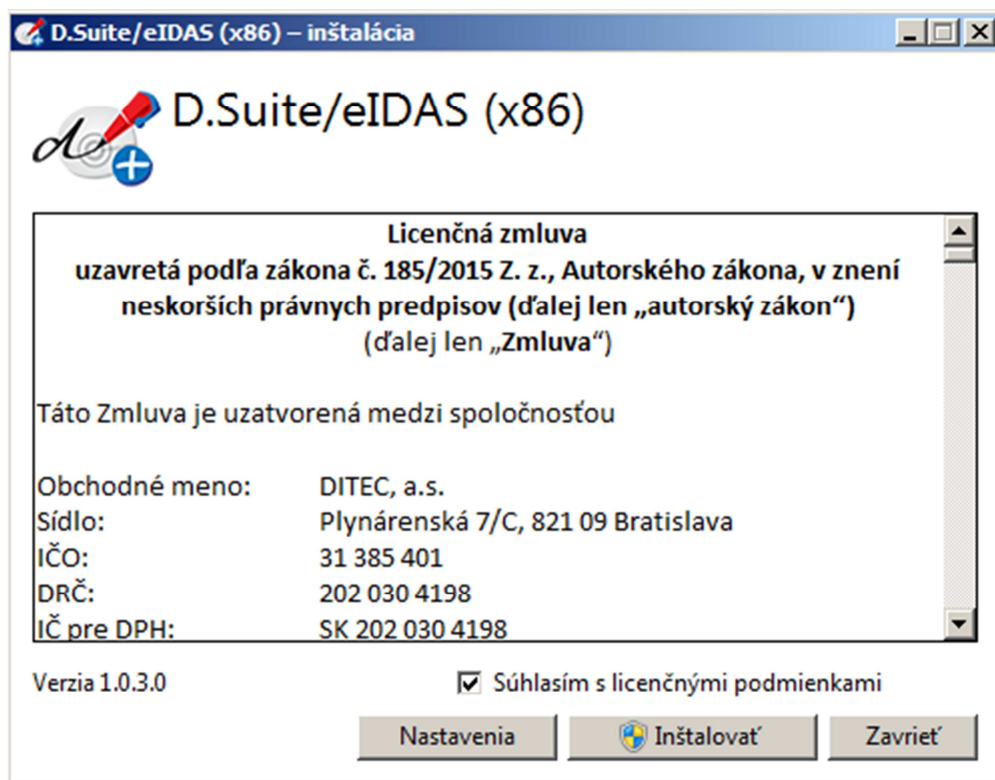 D.Suite/eIDAS (x86) – inštalácia
D.Suite/eIDAS (x86)
Licenčná zmluva
uzavretá podľa zákona č. 185/2015 Z. z., Autorského zákona, v znení
neskorších právnych predpisov (ďalej len „autorský zákon“)
(ďalej len „Zmluva“)
Táto Zmluva je uzatvorená medzi spoločnosťou
Obchodné meno: DITEC, a.s.
Sídlo: Plynárenská 7/C, 821 09 Bratislava
IČO: 31 385 401
DRČ: 202 030 4198
IČ pre DPH: SK 202 030 4198
Verzia 1.0.3.0 Súhlasím s licenčnými podmienkami
Nastavenia Inštalovať Zavrieť